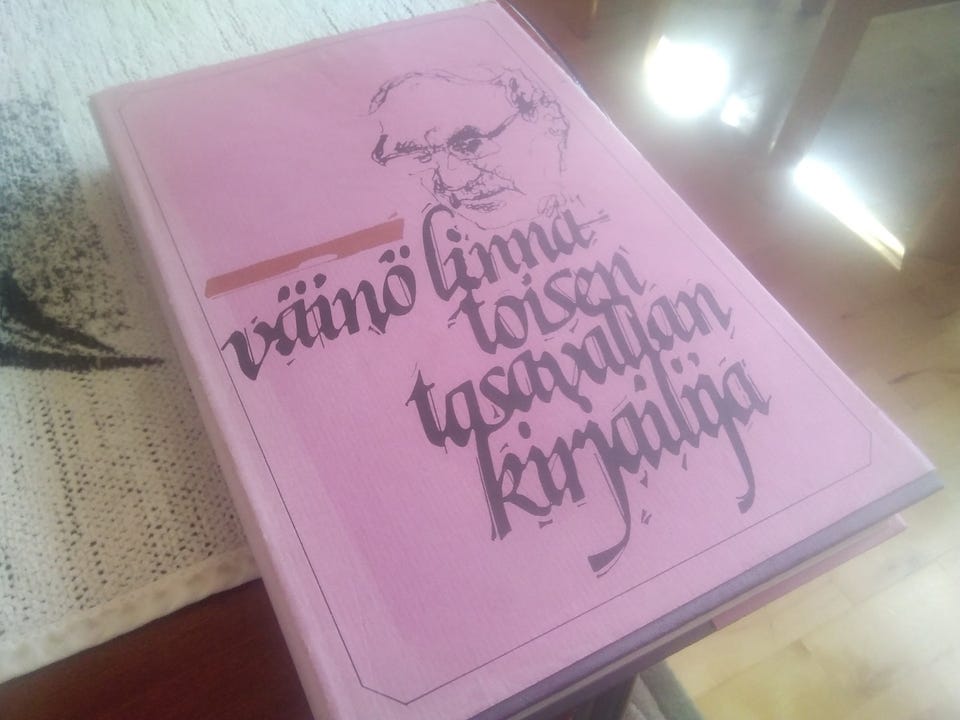 väinö linna
toisen
tasavallan
kirjailija